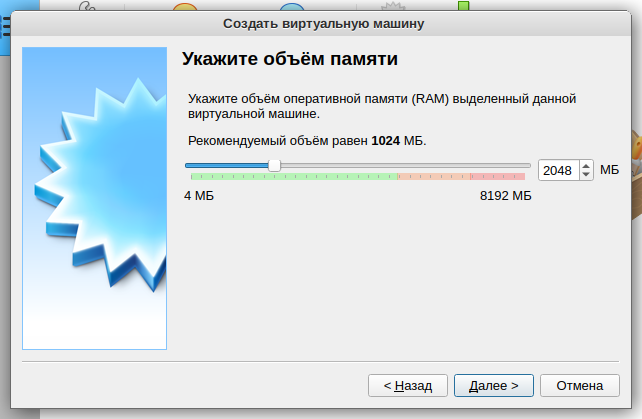 Создать виртуальную машину
Укажите объём памяти
Укажите объём оперативной памяти (RAM) выделенный данной
виртуальной машине.
Рекомендуемый объём равен 1024 МБ.
2048 МБ
4 МБ 8192 МБ
< Назад Далее > Отмена